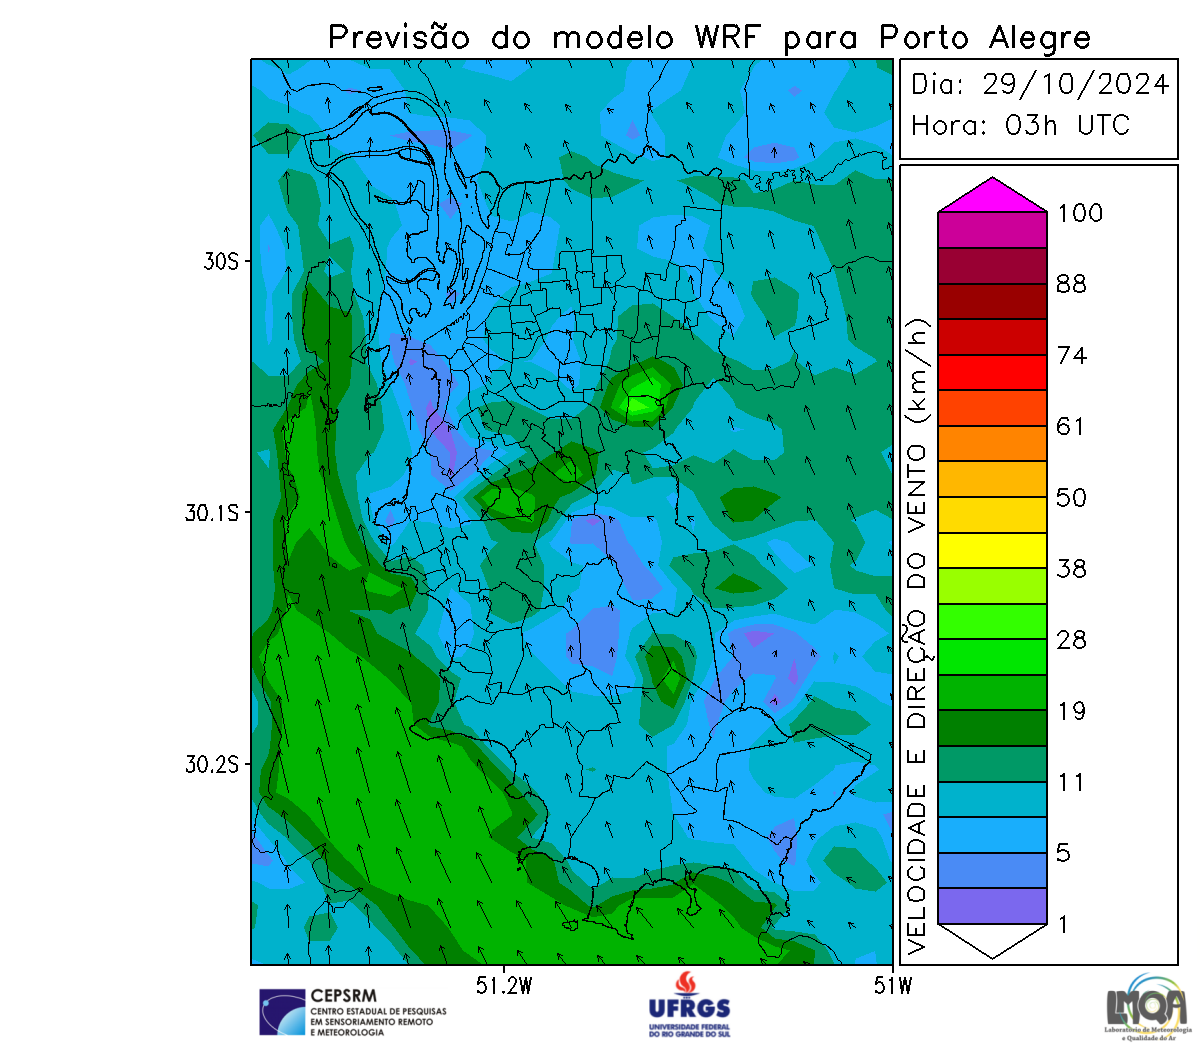 Previsão do modelo WRF para Porto Alegre
Dia: 29/10/2024
Hora: 03h UTC
30S
30.1S
30.2S
51.2W
51W
VELOCIDADE E DIREÇÃO DO VENTO (km/h)
100
88
74
61
50
38
28
19
11
5
1
CEPSRM
CENTRO ESTADUAL DE PESQUISAS
EM SENSORIAMENTO REMOTO
E METEOROLOGIA
UFRGS
UNIVERSIDADE FEDERAL
DO RIO GRANDE DO SUL
LMQA
Laboratório de Meteorologia
e Qualidade do Ar